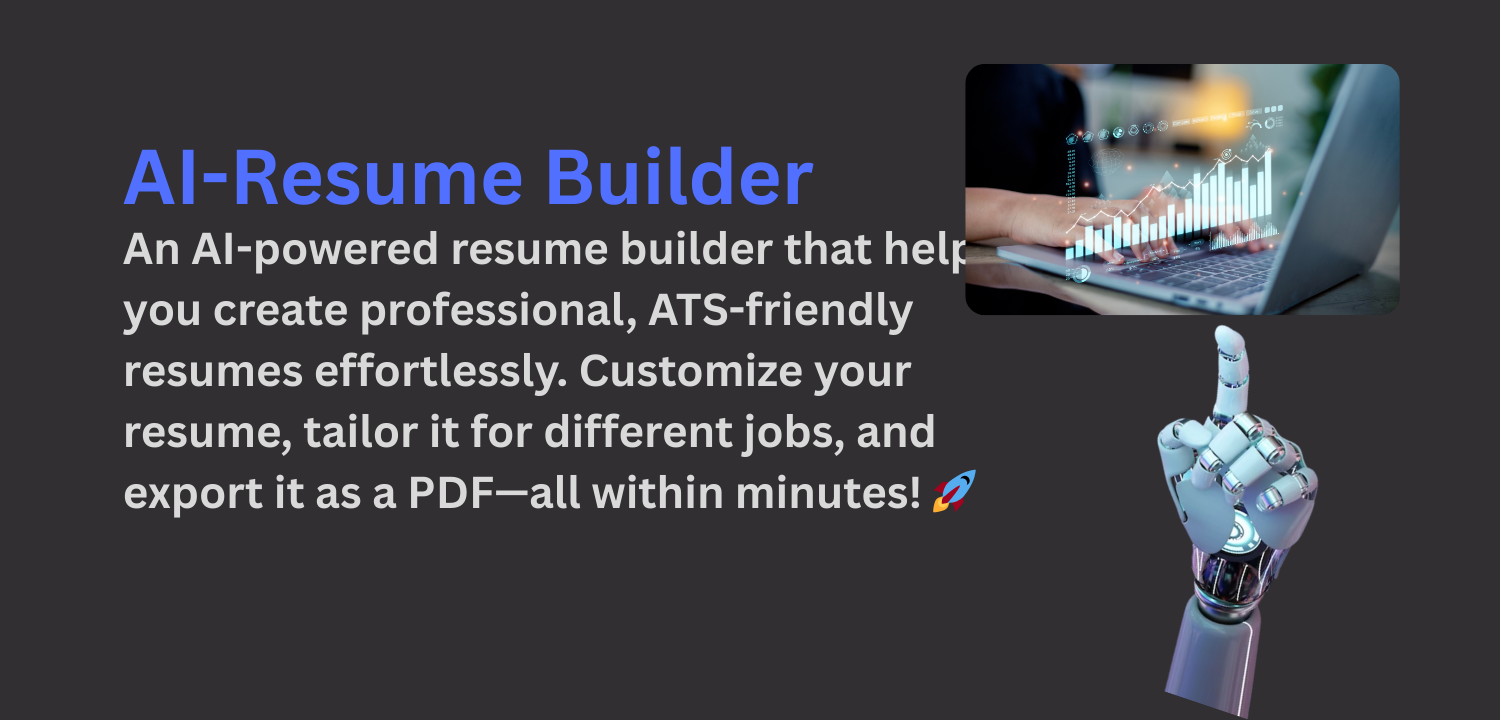 AI-Resume Builder
An AI-powered resume builder that help
you create professional, ATS-friendly
resumes effortlessly. Customize your
resume, tailor it for different jobs, and
export it as a PDF—all within minutes! 🚀